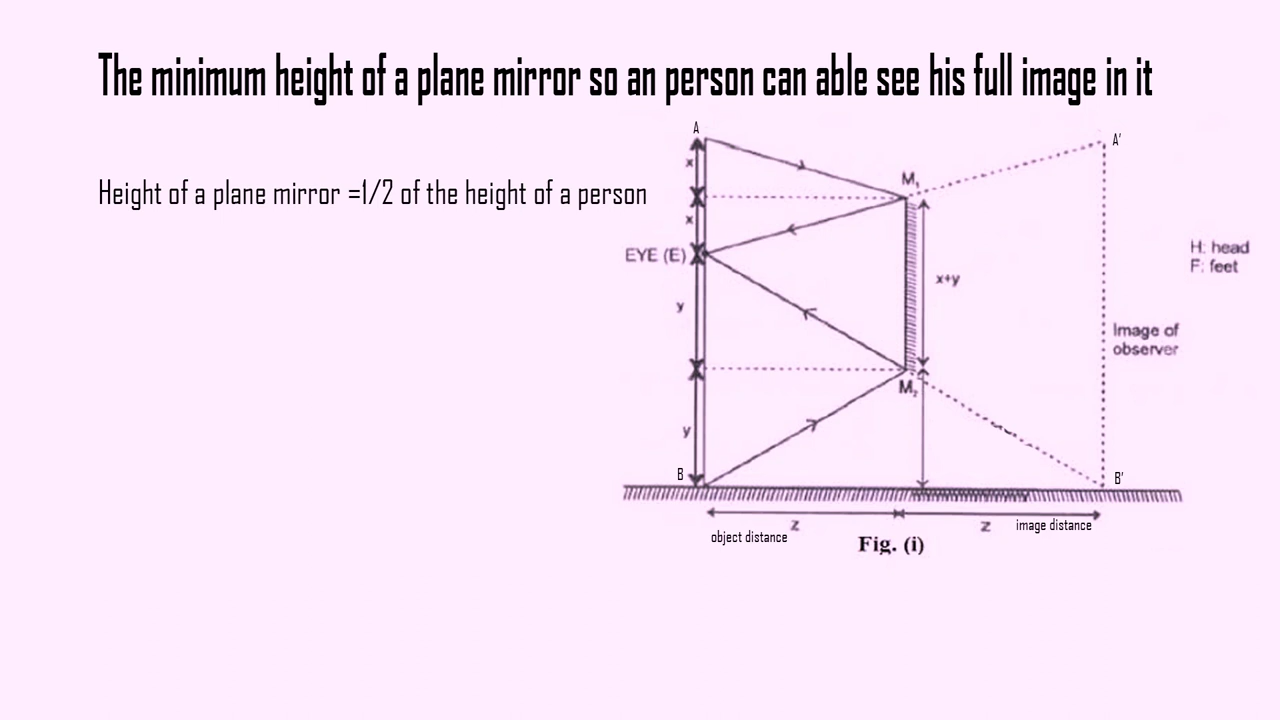 The minimum height of a plane mirror so an person can able see his full image in it
Height of a plane mirror =1/2 of the height of a person
A
x
x
EYE (E)
y
y
B
M₁
x+y
M₂
A'
H: head
F: feet
Image of
observer
B'
z
z
object distance
image distance
Fig. (i)